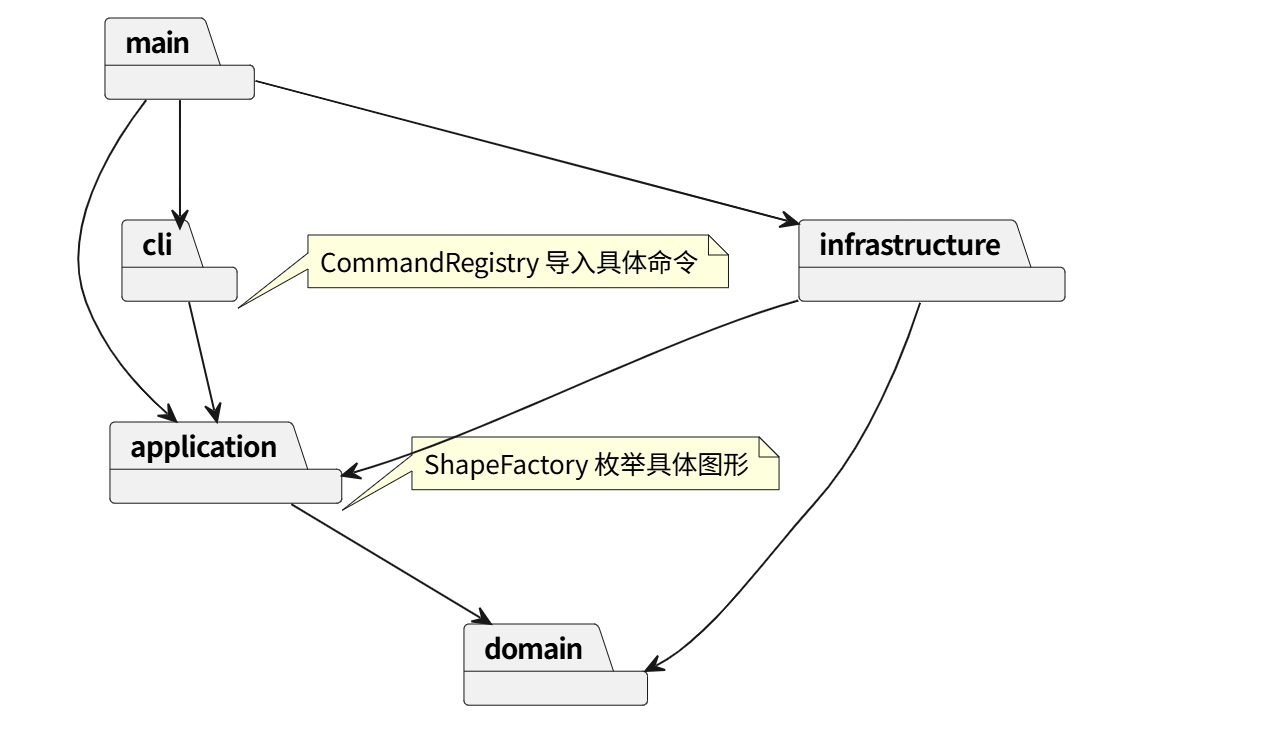 main
cli
CommandRegistry 导入具体命令
infrastructure
application
ShapeFactory 枚举具体图形
domain